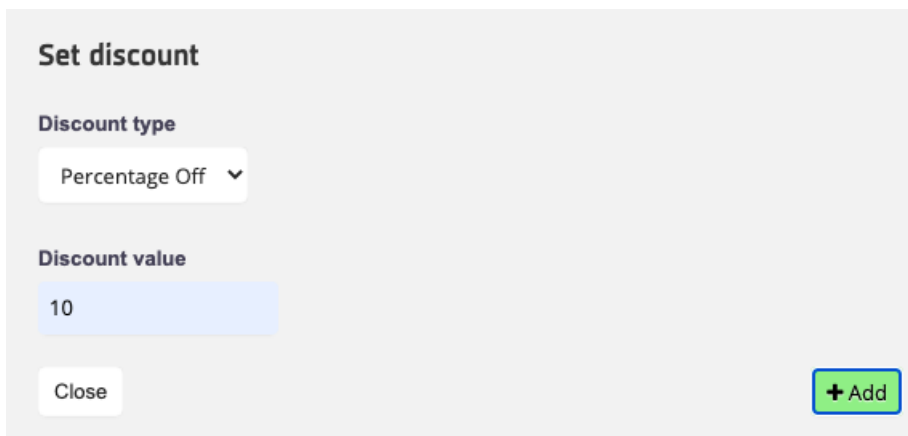 Set discount
Discount type
Percentage Off
Discount value
10
Close
+ Add